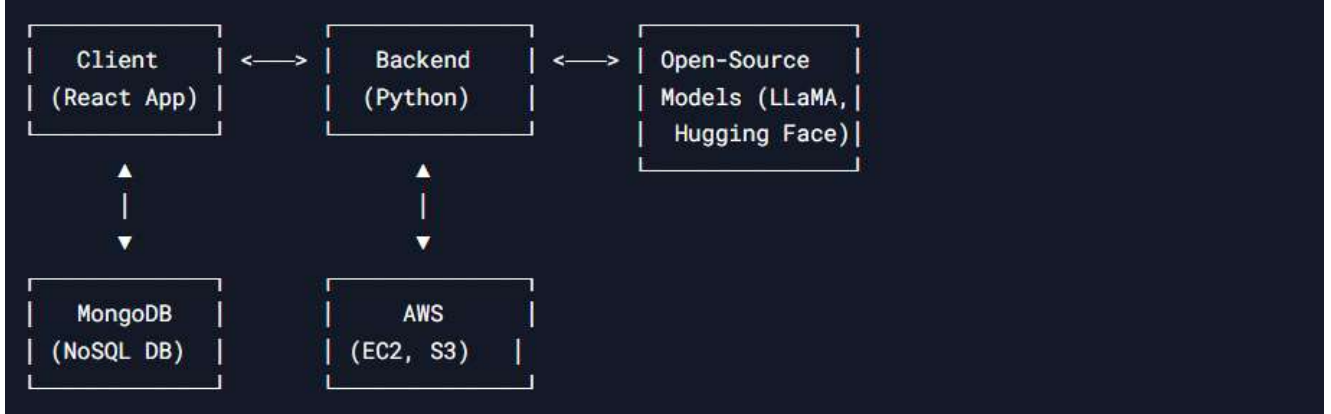 Client <——> Backend <——> Open-Source
(React App) (Python) Models (LLaMA,
Hugging Face)
MongoDB AWS
(NoSQL DB) (EC2, S3)